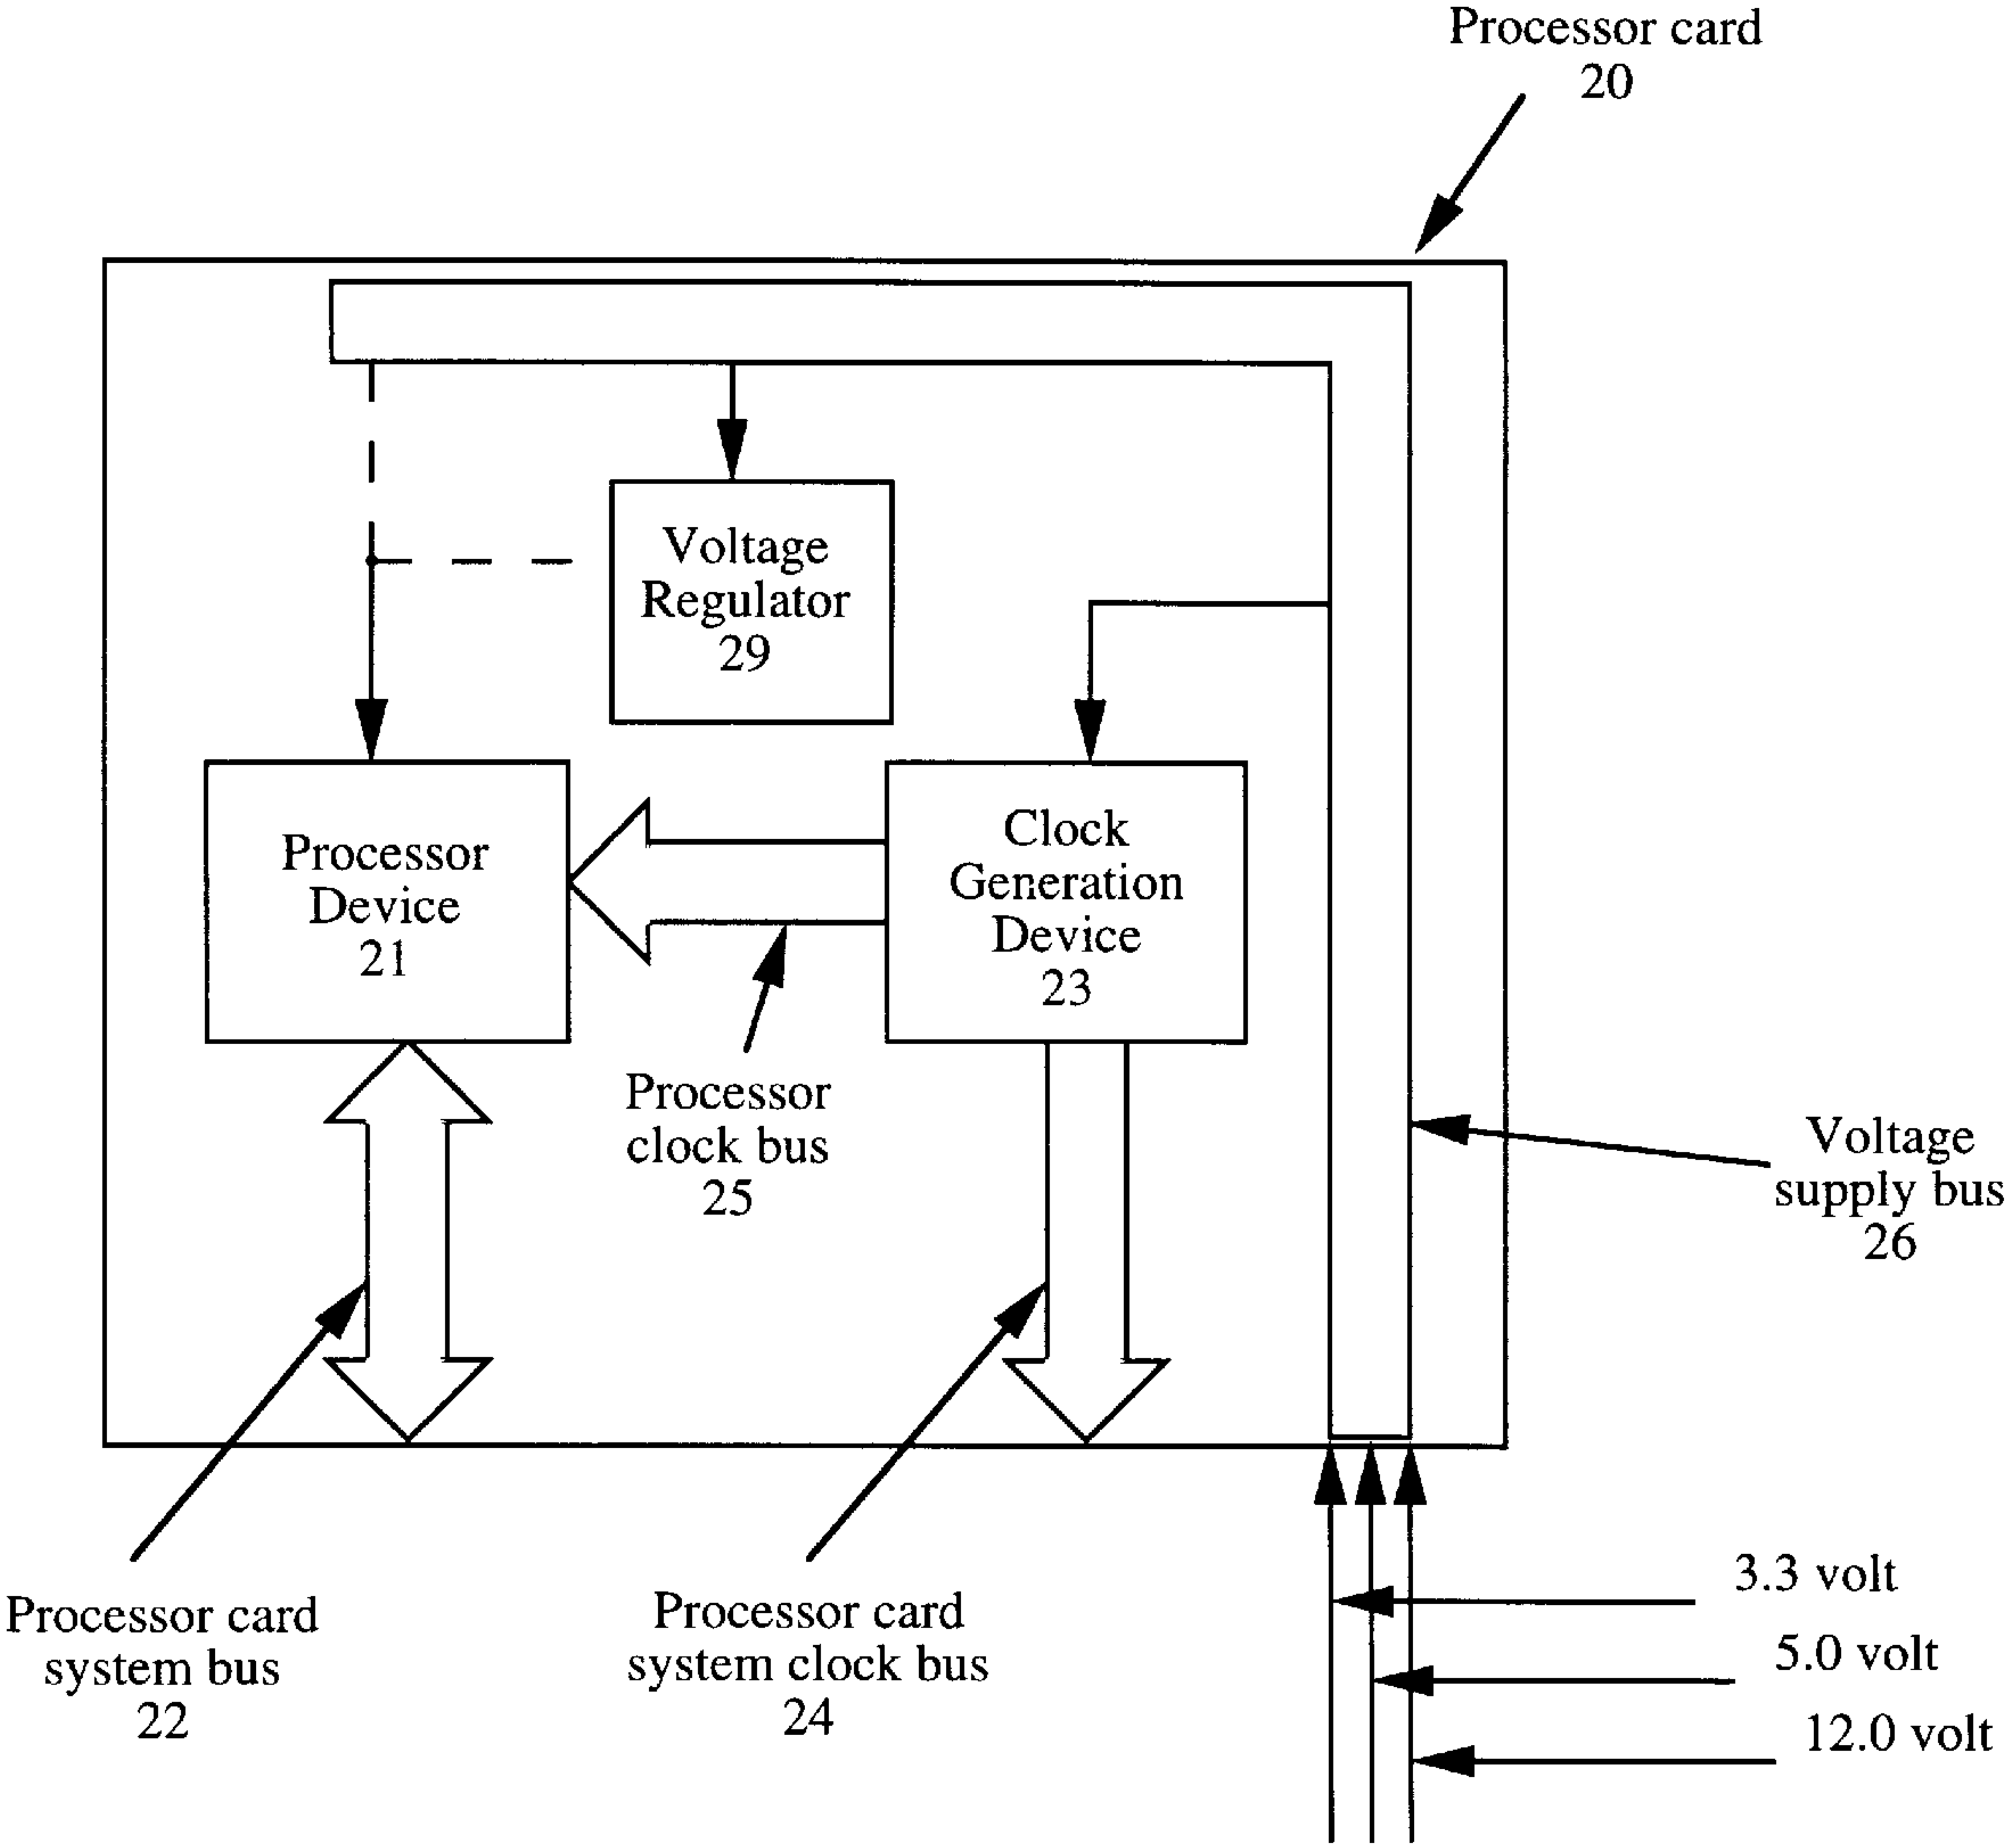 Processor card
20
Voltage
Regulator
29
Processor
Device
21
Clock
Generation
Device
23
Processor
clock bus
25
Voltage
supply bus
26
Processor card
system bus
22
Processor card
system clock bus
24
3.3 volt
5.0 volt
12.0 volt